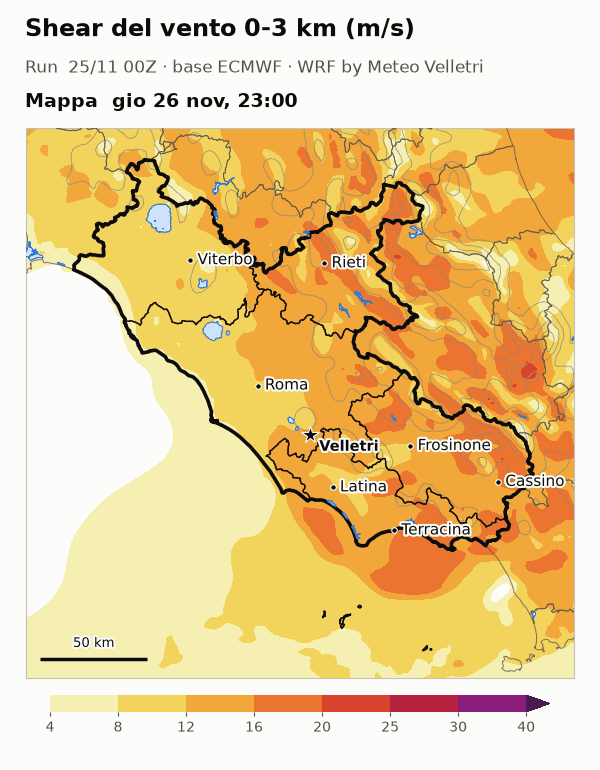 Shear del vento 0-3 km (m/s)
Run  25/11 00Z · base ECMWF · WRF by Meteo Velletri
Mappa  gio 26 nov, 23:00
Viterbo
Rieti
Roma
Velletri
Frosinone
Cassino
Latina
Terracina
50 km
4 8 12 16 20 25 30 40